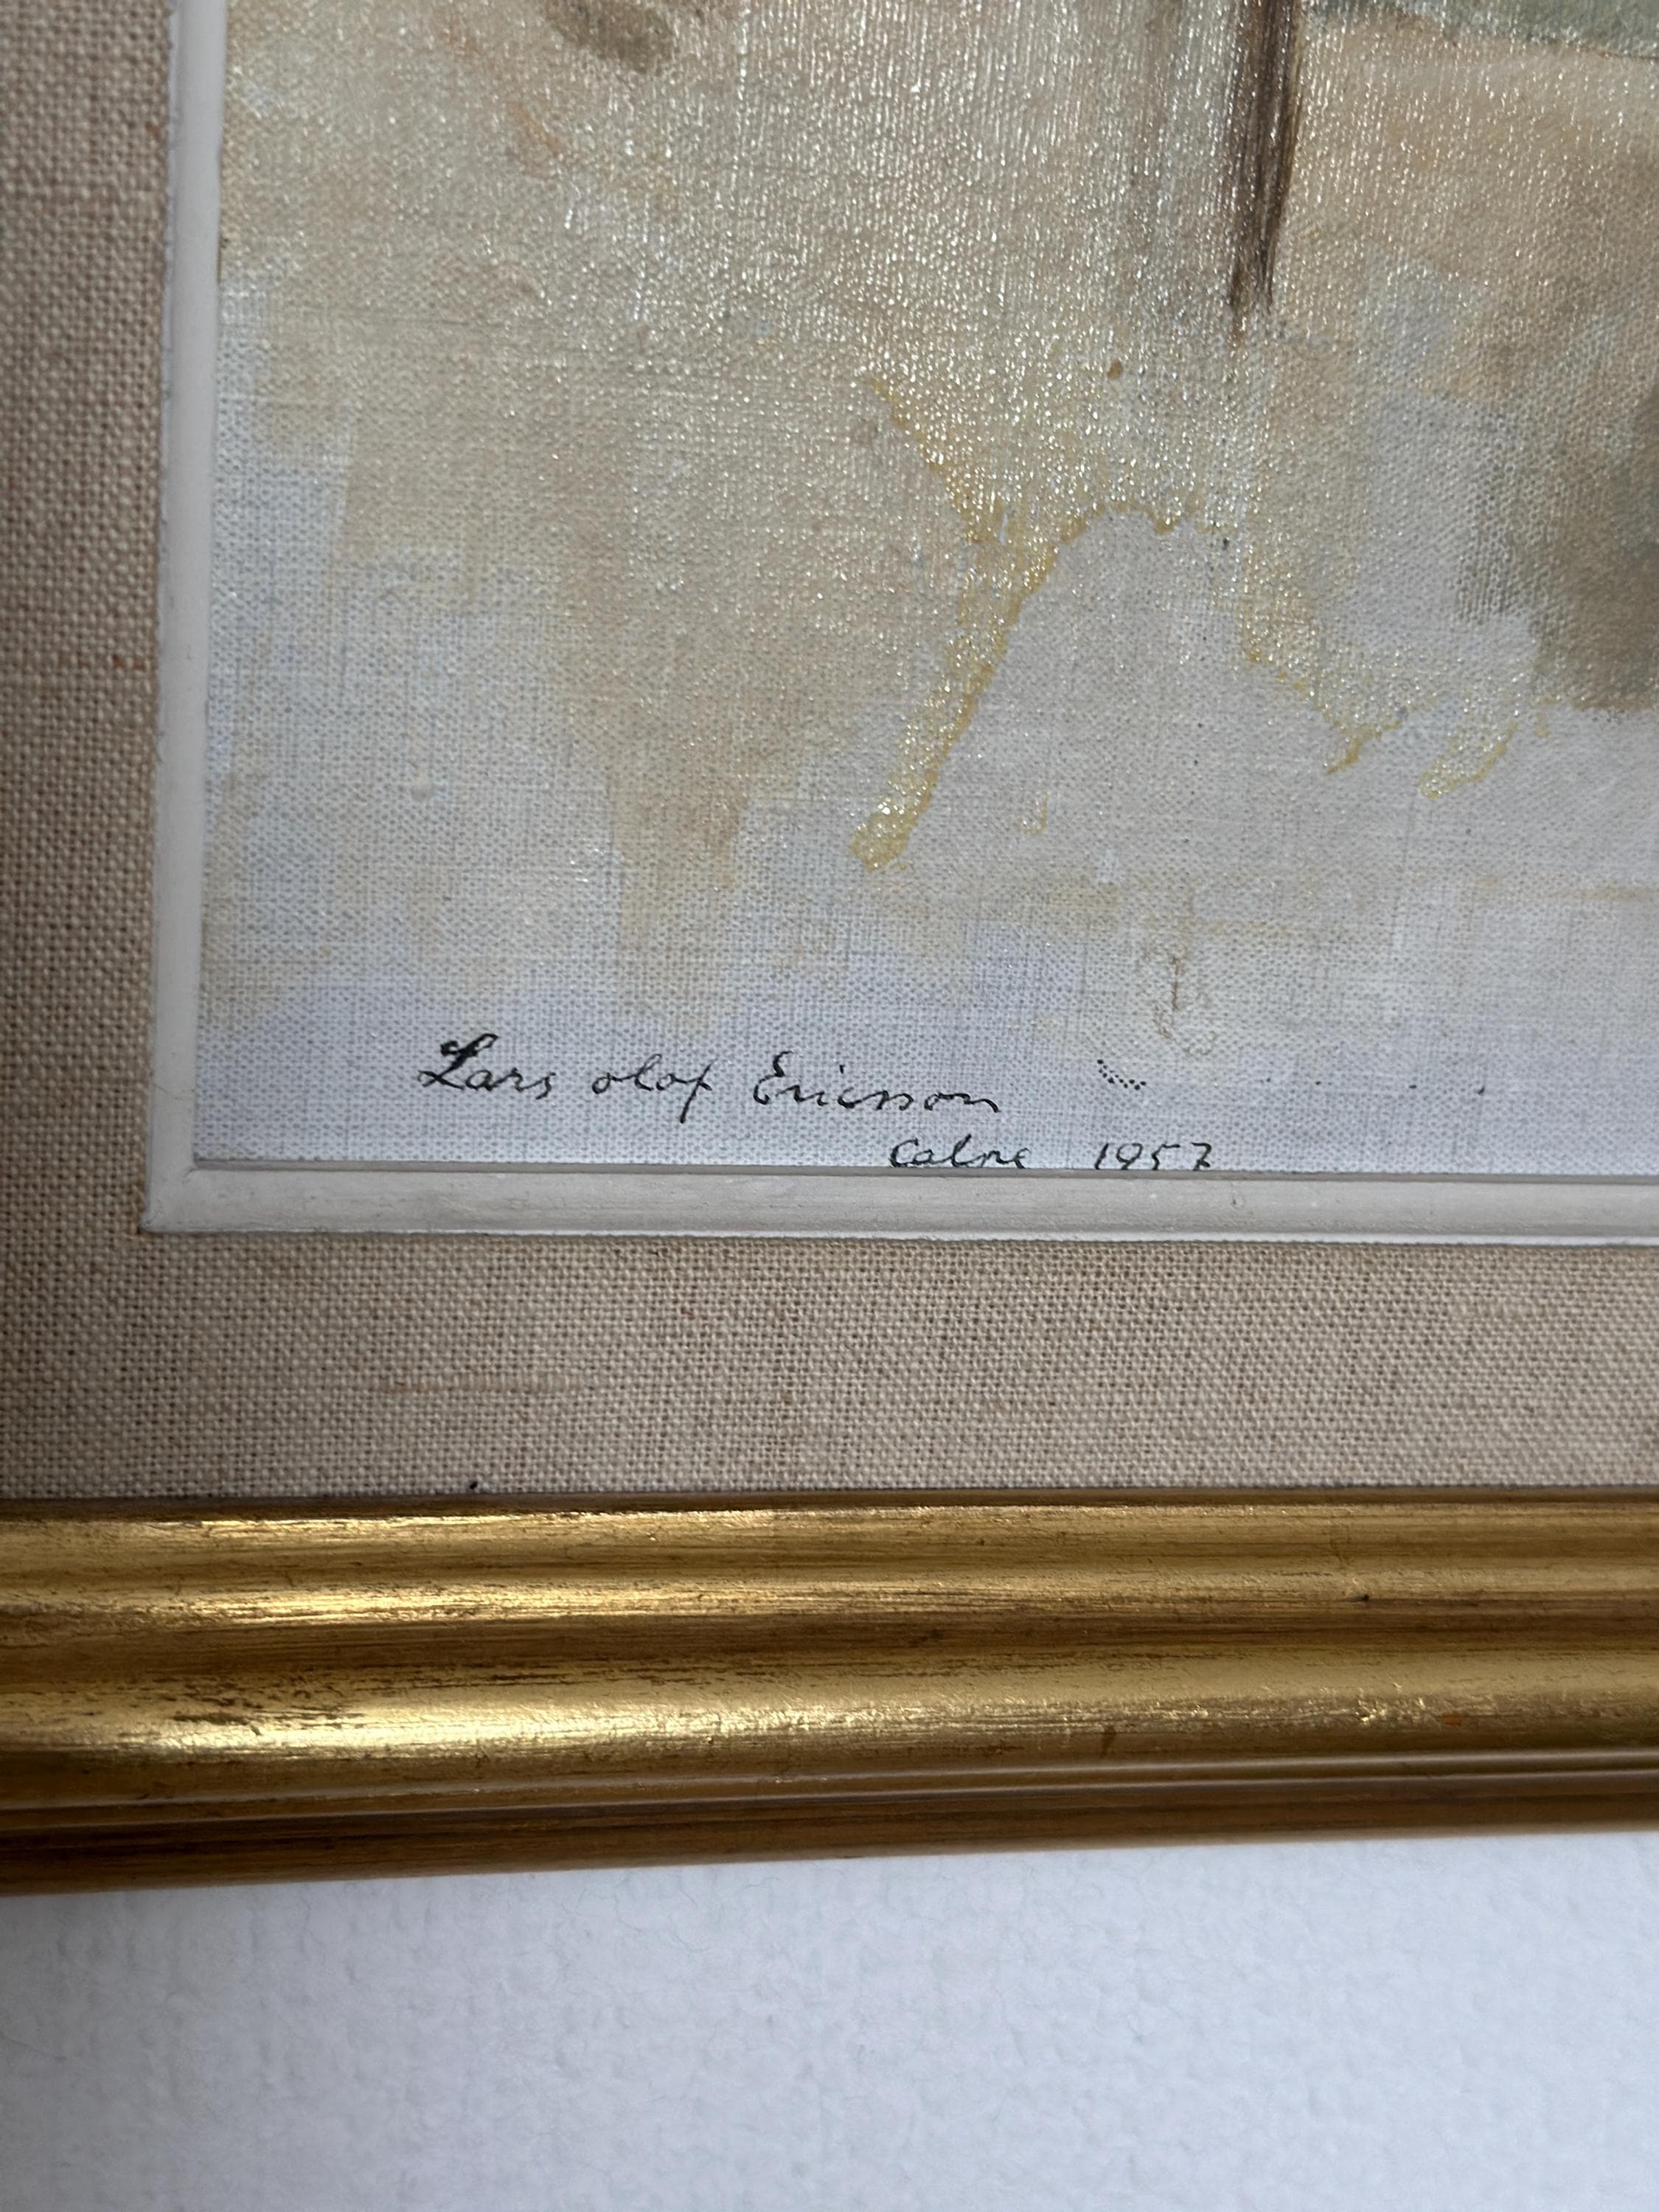 Lars olof Ericsson
Calne 1957